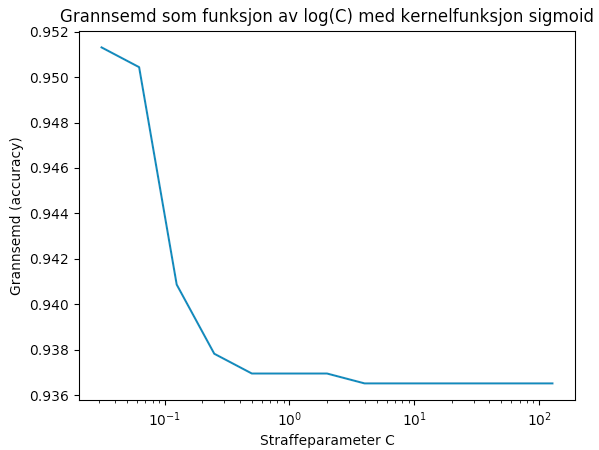 Grannsemd som funksjon av log(C) med kernelfunksjon sigmoid
0.952
0.950
0.948
0.946
0.944
0.942
0.940
0.938
0.936
Grannsemd (accuracy)
10⁻¹ 10⁰ 10¹ 10²
Straffeparameter C